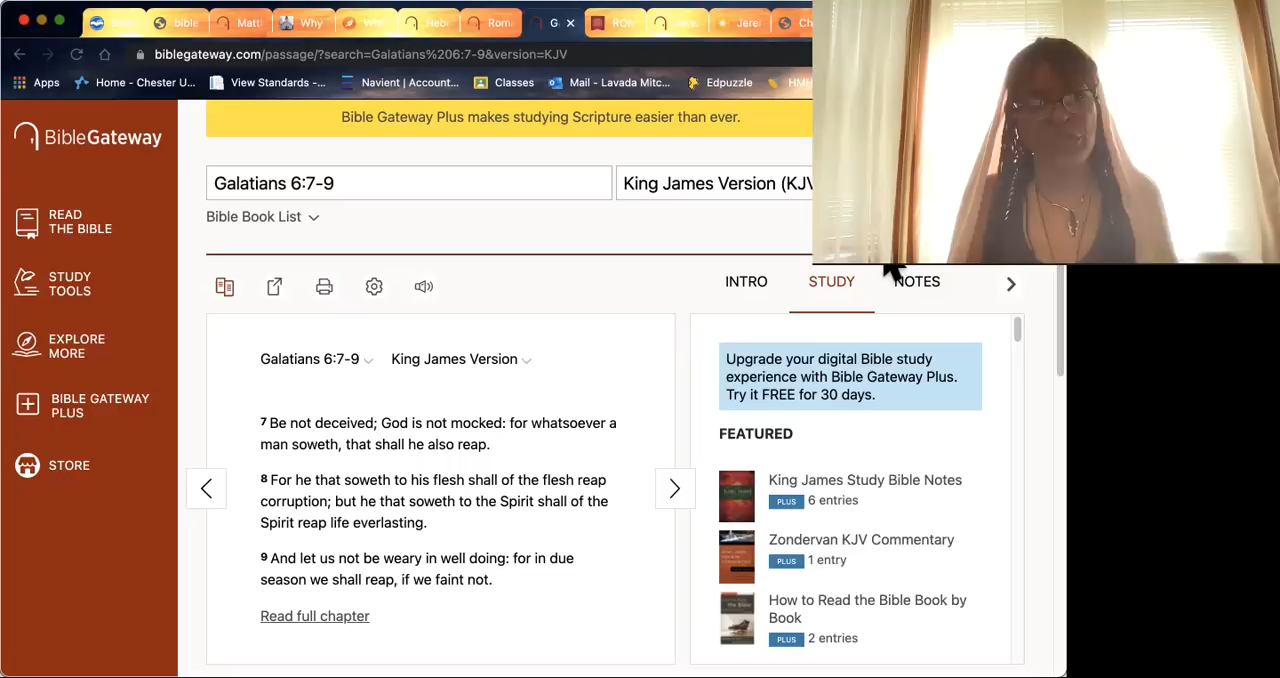 bible
Matt
Why
Hebr
Rom
G
ROM
Jerei
Ch
biblegateway.com/passage/?search=Galatians%206:7-9&version=KJV
Apps
Home - Chester U...
View Standards -...
Navient | Account...
Classes
Mail - Lavada Mitc...
Edpuzzle
HMH
Bible Gateway Plus makes studying Scripture easier than ever.
BibleGateway
READ
THE BIBLE
STUDY
TOOLS
EXPLORE
MORE
BIBLE GATEWAY
PLUS
STORE
Galatians 6:7-9
King James Version (KJV
Bible Book List
INTRO
STUDY
NOTES
Galatians 6:7-9
King James Version
7 Be not deceived; God is not mocked: for whatsoever a
man soweth, that shall he also reap.
8 For he that soweth to his flesh shall of the flesh reap
corruption; but he that soweth to the Spirit shall of the
Spirit reap life everlasting.
9 And let us not be weary in well doing: for in due
season we shall reap, if we faint not.
Read full chapter
Upgrade your digital Bible study
experience with Bible Gateway Plus.
Try it FREE for 30 days.
FEATURED
King James Study Bible Notes
PLUS 6 entries
Zondervan KJV Commentary
PLUS 1 entry
How to Read the Bible Book by
Book
PLUS 2 entries